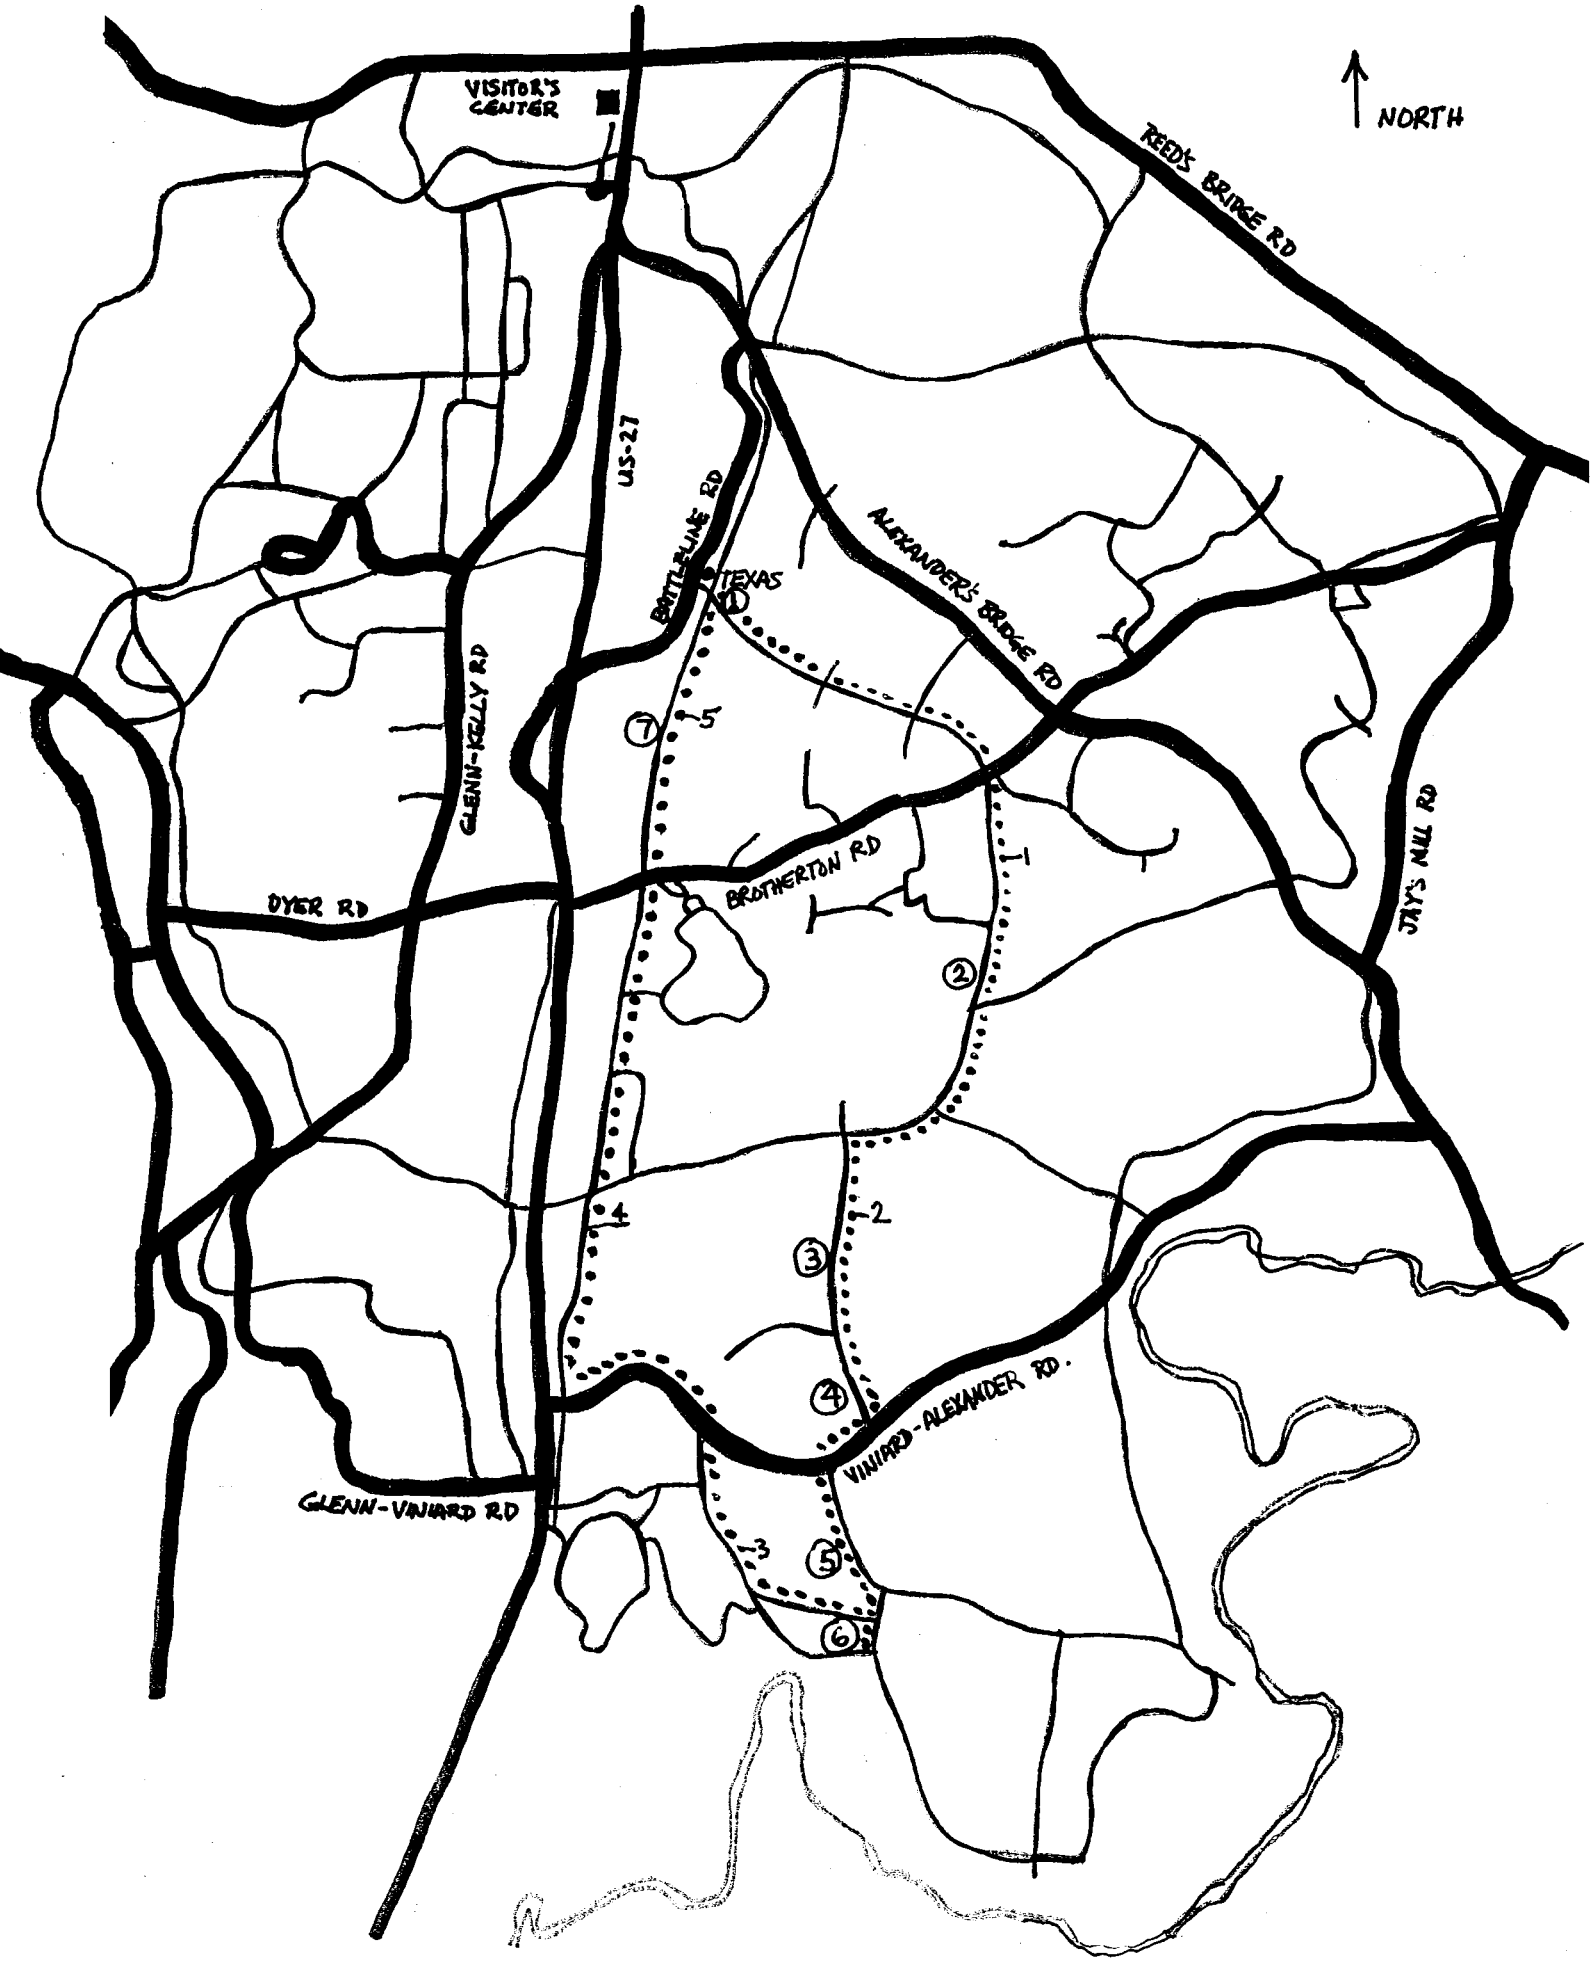 VISITOR'S
CENTER
NORTH
REED'S BRIDGE RD
US-27
BATTLELINE RD
ALEXANDER'S BRIDGE RD
TEXAS
1
GLENN-KELLY RD
7
5
JAY'S MILL RD
1
DYER RD
BROTHERTON RD
2
4
2
3
4
VINIARD-ALEXANDER RD.
GLENN-VINIARD RD
3
5
6